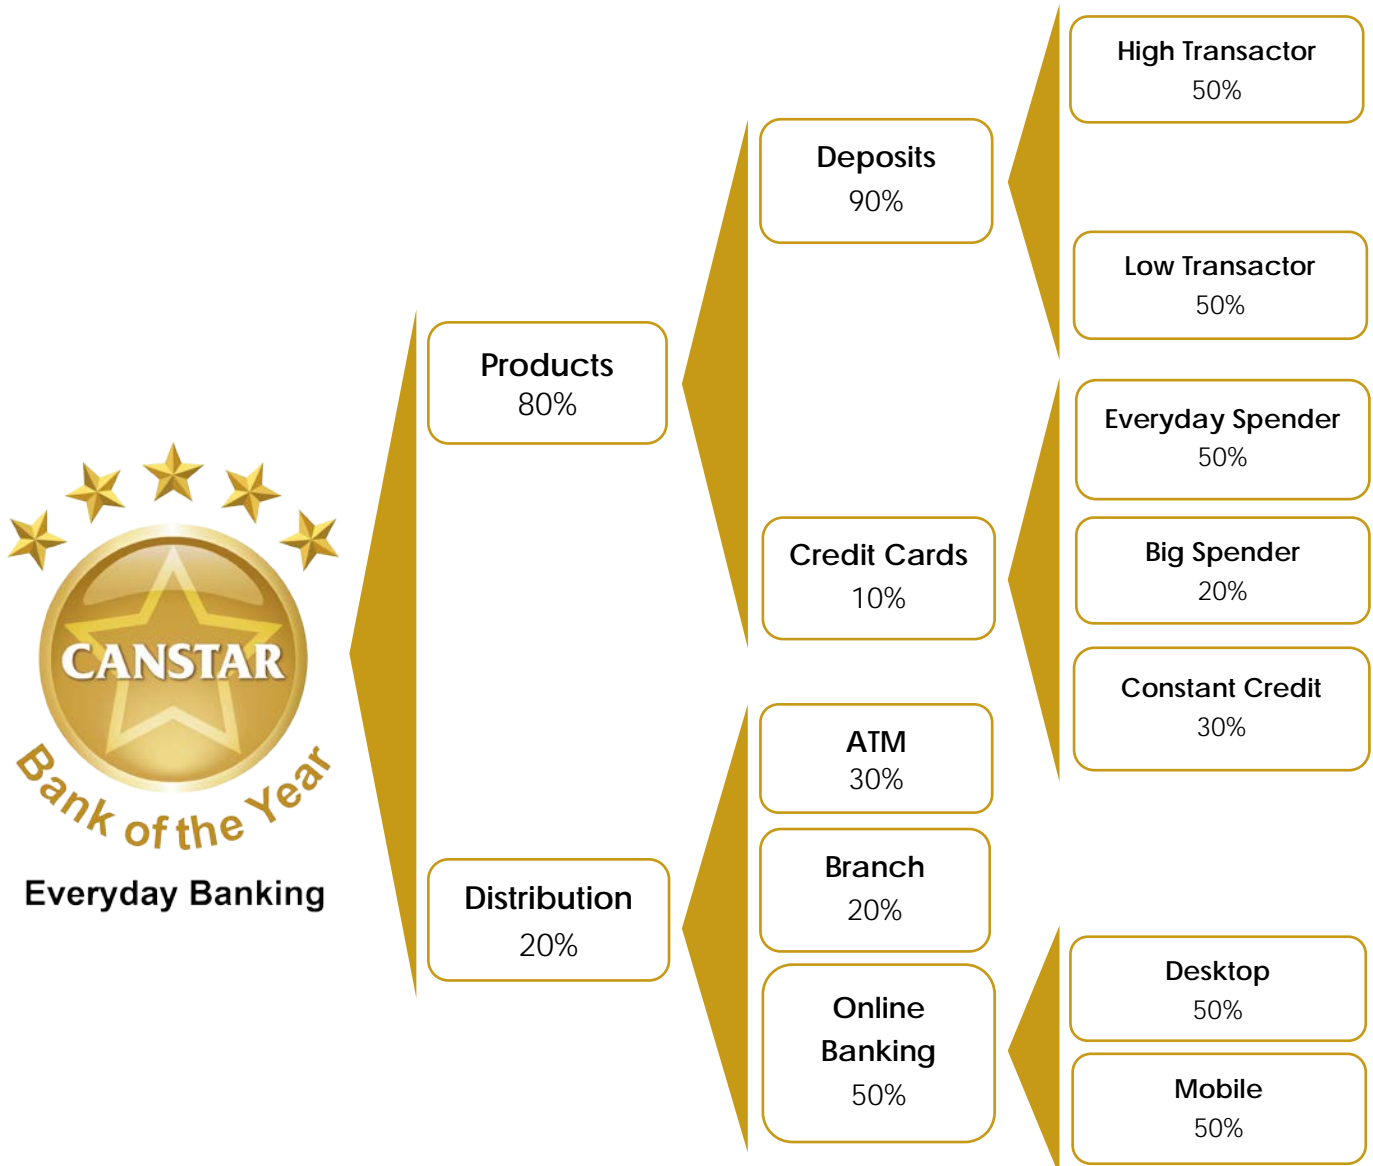 CANSTAR
Bank of the Year
Everyday Banking
Products
80%
Distribution
20%
Deposits
90%
Credit Cards
10%
ATM
30%
Branch
20%
Online
Banking
50%
High Transactor
50%
Low Transactor
50%
Everyday Spender
50%
Big Spender
20%
Constant Credit
30%
Desktop
50%
Mobile
50%